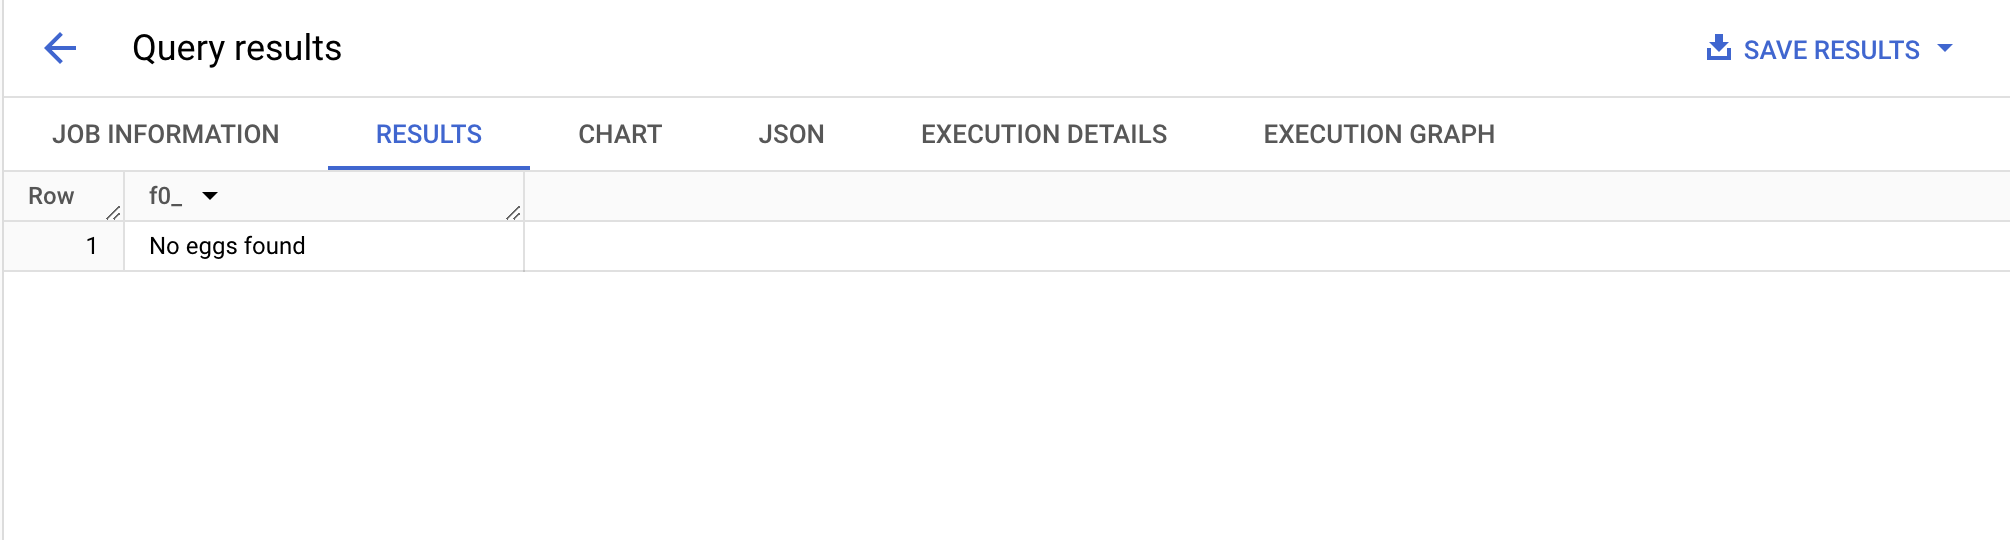 Query results
SAVE RESULTS
JOB INFORMATION RESULTS CHART JSON EXECUTION DETAILS EXECUTION GRAPH
Row f0_
1 No eggs found